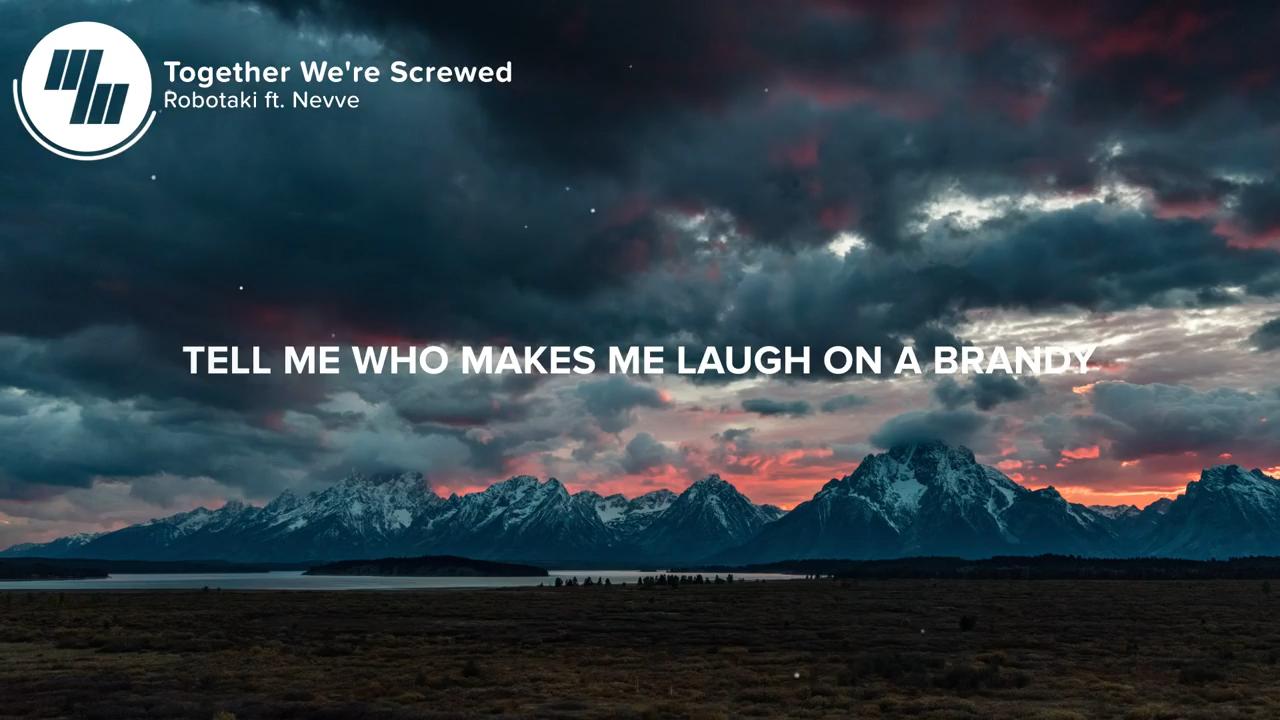 Together We're Screwed
Robotaki ft. Nevve
TELL ME WHO MAKES ME LAUGH ON A BRANDY